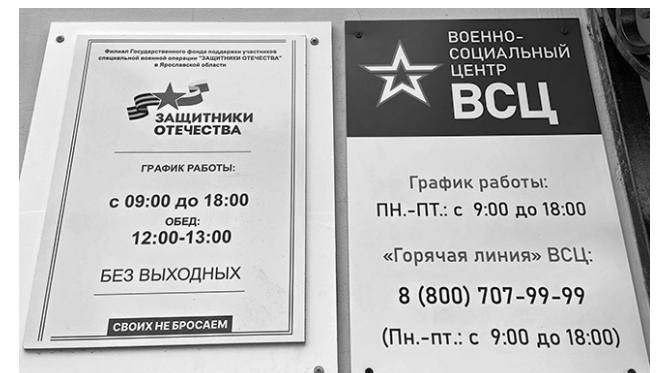 Филиал Государственного фонда поддержки участников
специальной военной операции "ЗАЩИТНИКИ ОТЕЧЕСТВА"
в Ярославской области
ЗАЩИТНИКИ
ОТЕЧЕСТВА
ГРАФИК РАБОТЫ:
с 09:00 до 18:00
ОБЕД:
12:00-13:00
БЕЗ ВЫХОДНЫХ
СВОИХ НЕ БРОСАЕМ
ВОЕННО-
СОЦИАЛЬНЫЙ
ЦЕНТР
ВСЦ
График работы:
ПН.-ПТ.: с 9:00 до 18:00
«Горячая линия» ВСЦ:
8 (800) 707-99-99
(Пн.-пт.: с 9:00 до 18:00)